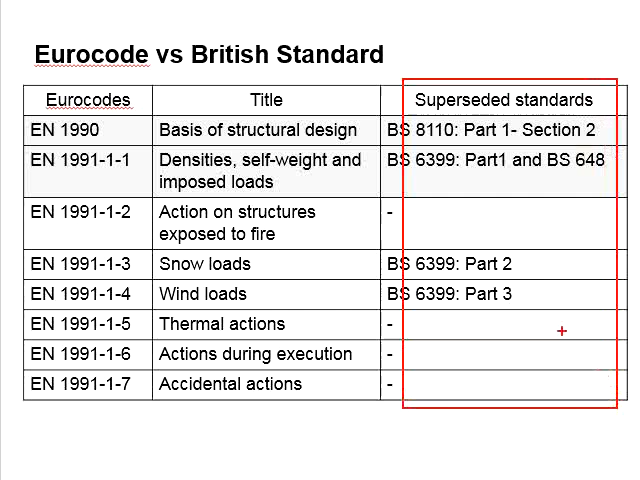 Eurocode vs British Standard
Eurocodes Title Superseded standards
EN 1990 Basis of structural design BS 8110: Part 1- Section 2
EN 1991-1-1 Densities, self-weight and BS 6399: Part1 and BS 648
imposed loads
EN 1991-1-2 Action on structures -
exposed to fire
EN 1991-1-3 Snow loads BS 6399: Part 2
EN 1991-1-4 Wind loads BS 6399: Part 3
EN 1991-1-5 Thermal actions -
EN 1991-1-6 Actions during execution -
EN 1991-1-7 Accidental actions -